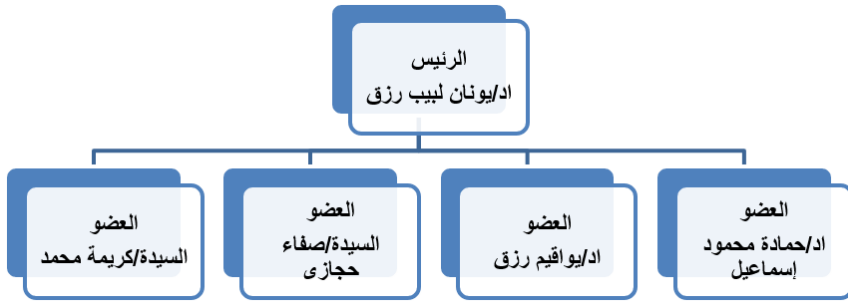 الرئيس
اد/يونان لبيب رزق
العضو
اد/حمادة محمود
إسماعيل
العضو
اد/يواقيم رزق
العضو
السيدة/صفاء
حجازى
العضو
السيدة/كريمة محمد